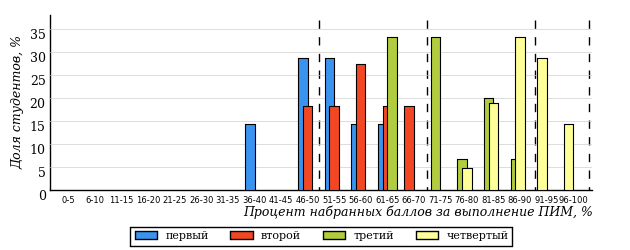 Доля студентов, %
35
30
25
20
15
10
5
0
0-5 6-10 11-15 16-20 21-25 26-30 31-35 36-40 41-45 46-50 51-55 56-60 61-65 66-70 71-75 76-80 81-85 86-90 91-95 96-100
Процент набранных баллов за выполнение ПИМ, %
первый второй третий четвертый